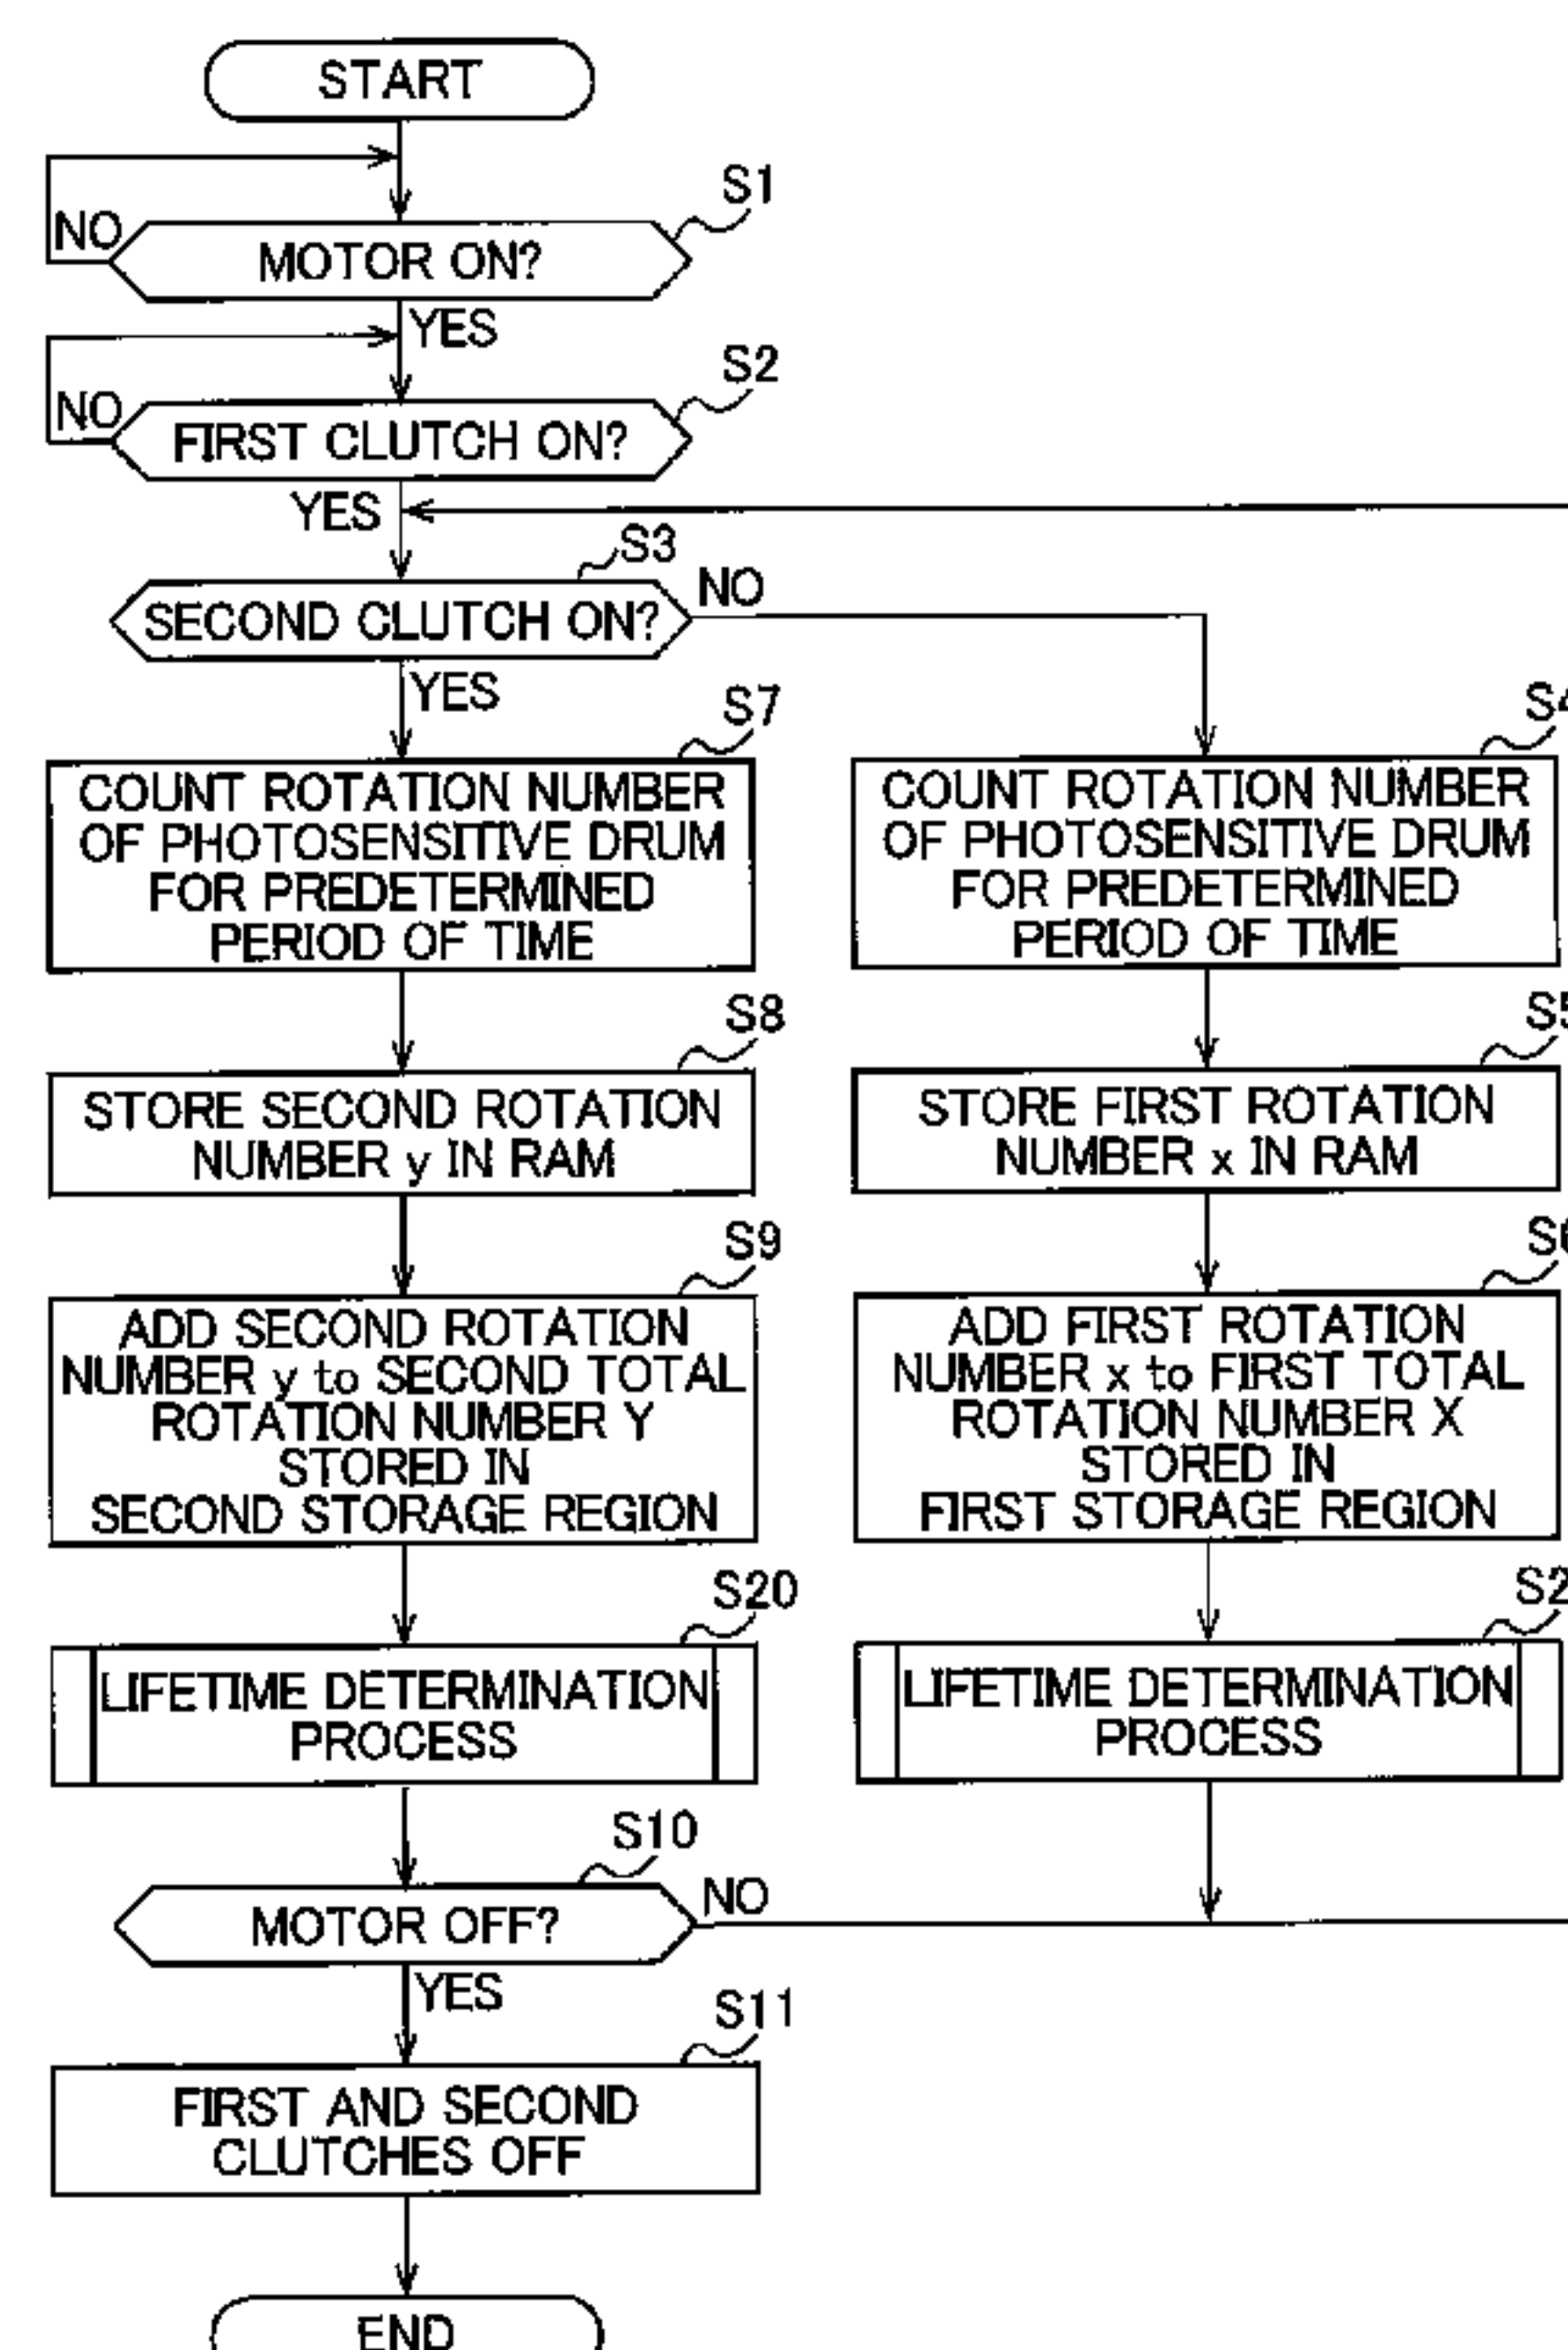 START
S1
NO
MOTOR ON?
YES
S2
NO
FIRST CLUTCH ON?
YES
S3
SECOND CLUTCH ON?
NO
YES
S7
COUNT ROTATION NUMBER
OF PHOTOSENSITIVE DRUM
FOR PREDETERMINED
PERIOD OF TIME
S8
STORE SECOND ROTATION
NUMBER y IN RAM
S9
ADD SECOND ROTATION
NUMBER y to SECOND TOTAL
ROTATION NUMBER Y
STORED IN
SECOND STORAGE REGION
S20
LIFETIME DETERMINATION
PROCESS
S4
COUNT ROTATION NUMBER
OF PHOTOSENSITIVE DRUM
FOR PREDETERMINED
PERIOD OF TIME
S5
STORE FIRST ROTATION
NUMBER x IN RAM
S6
ADD FIRST ROTATION
NUMBER x to FIRST TOTAL
ROTATION NUMBER X
STORED IN
FIRST STORAGE REGION
S2
LIFETIME DETERMINATION
PROCESS
S10
MOTOR OFF?
NO
YES
S11
FIRST AND SECOND
CLUTCHES OFF
END